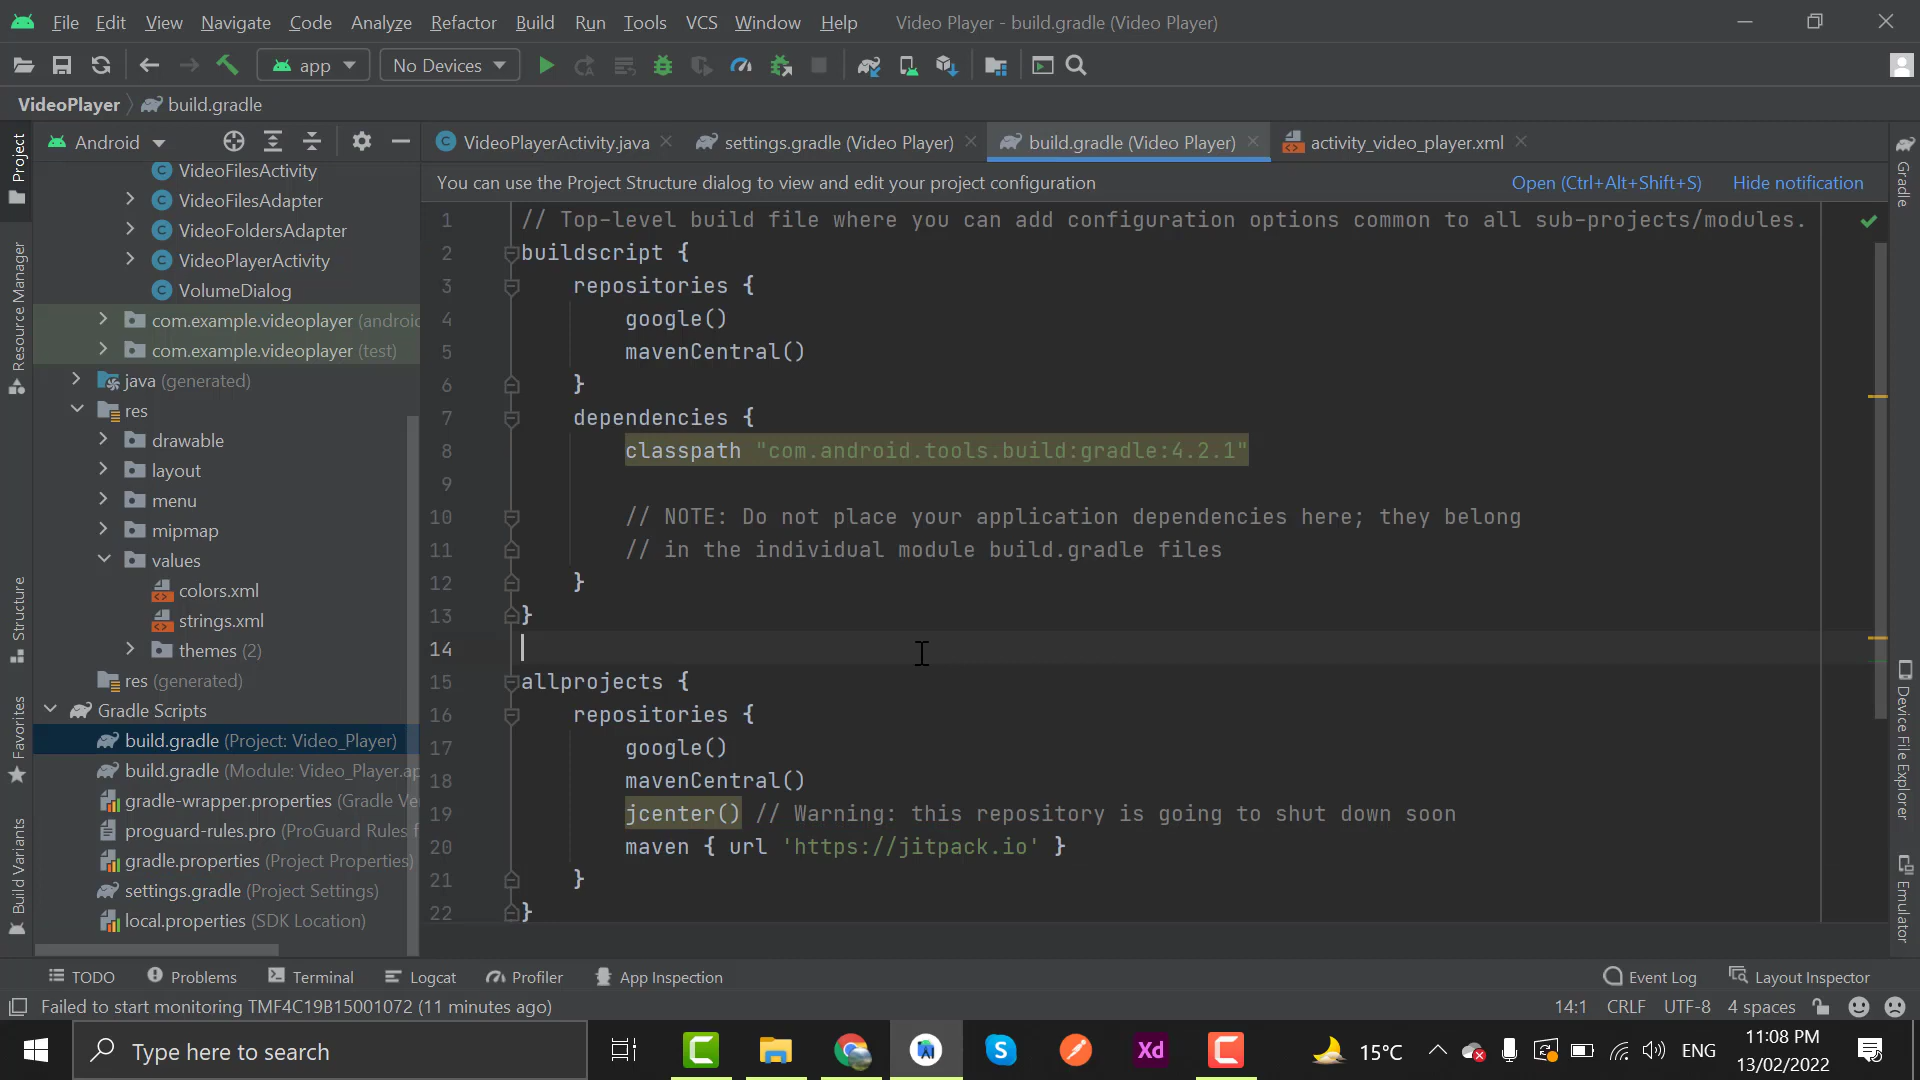 File Edit View Navigate Code Analyze Refactor Build Run Tools VCS Window Help Video Player - build.gradle (Video Player)
app No Devices
VideoPlayer build.gradle
Android VideoPlayerActivity.java settings.gradle (Video Player) build.gradle (Video Player) activity_video_player.xml
You can use the Project Structure dialog to view and edit your project configuration Open (Ctrl+Alt+Shift+S) Hide notification
Project
Resource Manager
Structure
Favorites
Build Variants
VideoFilesActivity
VideoFilesAdapter
VideoFoldersAdapter
VideoPlayerActivity
VolumeDialog
com.example.videoplayer (androi
com.example.videoplayer (test)
java (generated)
res
drawable
layout
menu
mipmap
values
colors.xml
strings.xml
themes (2)
res (generated)
Gradle Scripts
build.gradle (Project: Video_Player)
build.gradle (Module: Video_Player.ap
gradle-wrapper.properties (Gradle Ve
proguard-rules.pro (ProGuard Rules f
gradle.properties (Project Properties)
settings.gradle (Project Settings)
local.properties (SDK Location)
1 // Top-level build file where you can add configuration options common to all sub-projects/modules.
2 buildscript {
3 repositories {
4 google()
5 mavenCentral()
6 }
7 dependencies {
8 classpath "com.android.tools.build:gradle:4.2.1"
9
10 // NOTE: Do not place your application dependencies here; they belong
11 // in the individual module build.gradle files
12 }
13 }
14
15 allprojects {
16 repositories {
17 google()
18 mavenCentral()
19 jcenter() // Warning: this repository is going to shut down soon
20 maven { url 'https://jitpack.io' }
21 }
22 }
Gradle
Device File Explorer
Emulator
TODO Problems Terminal Logcat Profiler App Inspection Event Log Layout Inspector
Failed to start monitoring TMF4C19B15001072 (11 minutes ago) 14:1 CRLF UTF-8 4 spaces
Type here to search Xd 15°C ENG 11:08 PM
13/02/2022